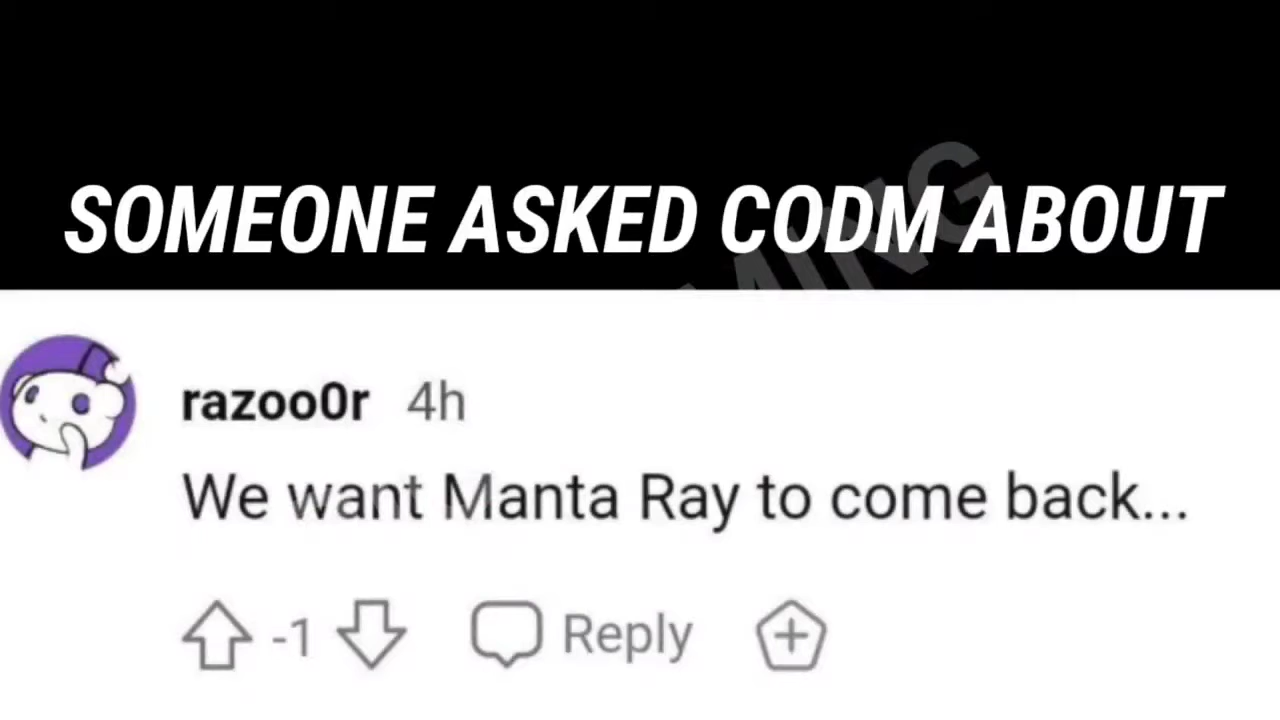 SOMEONE ASKED CODM ABOUT
razoo0r 4h
We want Manta Ray to come back...
-1 Reply